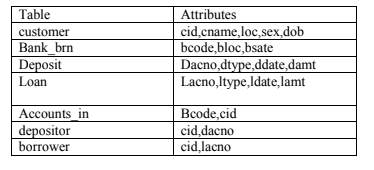 Table Attributes
customer cid,cname,loc,sex,dob
Bank_brn bcode,bloc,bsate
Deposit Dacno,dtype,ddate,damt
Loan Lacno,ltype,ldate,lamt
Accounts_in Bcode,cid
depositor cid,dacno
borrower cid,lacno